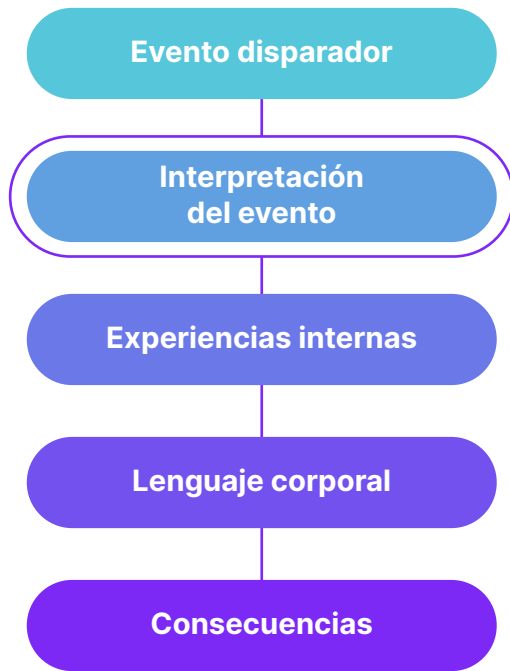 Evento disparador
Interpretación
del evento
Experiencias internas
Lenguaje corporal
Consecuencias